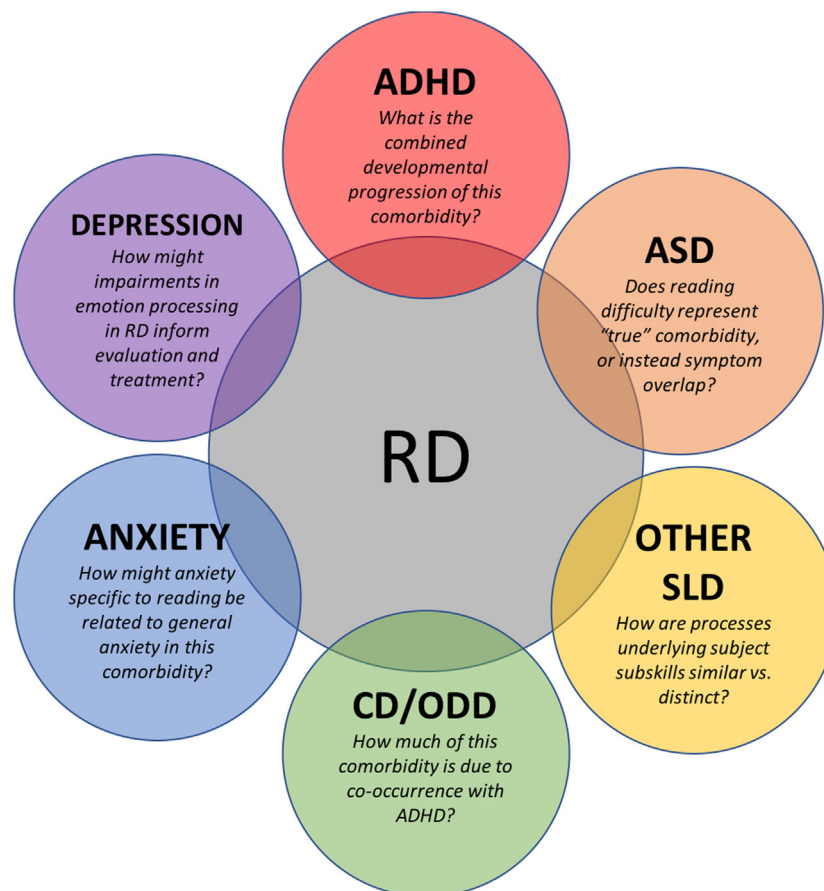 ADHD
What is the
combined
developmental
progression of this
comorbidity?
DEPRESSION
How might
impairments in
emotion processing
in RD inform
evaluation and
treatment?
ASD
Does reading
difficulty represent
“true” comorbidity,
or instead symptom
overlap?
RD
ANXIETY
How might anxiety
specific to reading be
related to general
anxiety in this
comorbidity?
OTHER
SLD
How are processes
underlying subject
subskills similar vs.
distinct?
CD/ODD
How much of this
comorbidity is due to
co-occurrence with
ADHD?